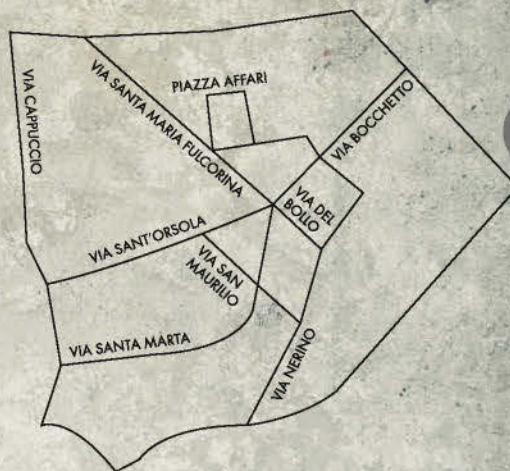 PIAZZA AFFARI
VIA CAPPUCCIO
VIA SANTA MARIA FULCORINA
VIA BOCCHETTO
VIA DEL
BOLLO
VIA SANT'ORSOLA
VIA SAN
MAURILIO
VIA SANTA MARTA
VIA NERINO